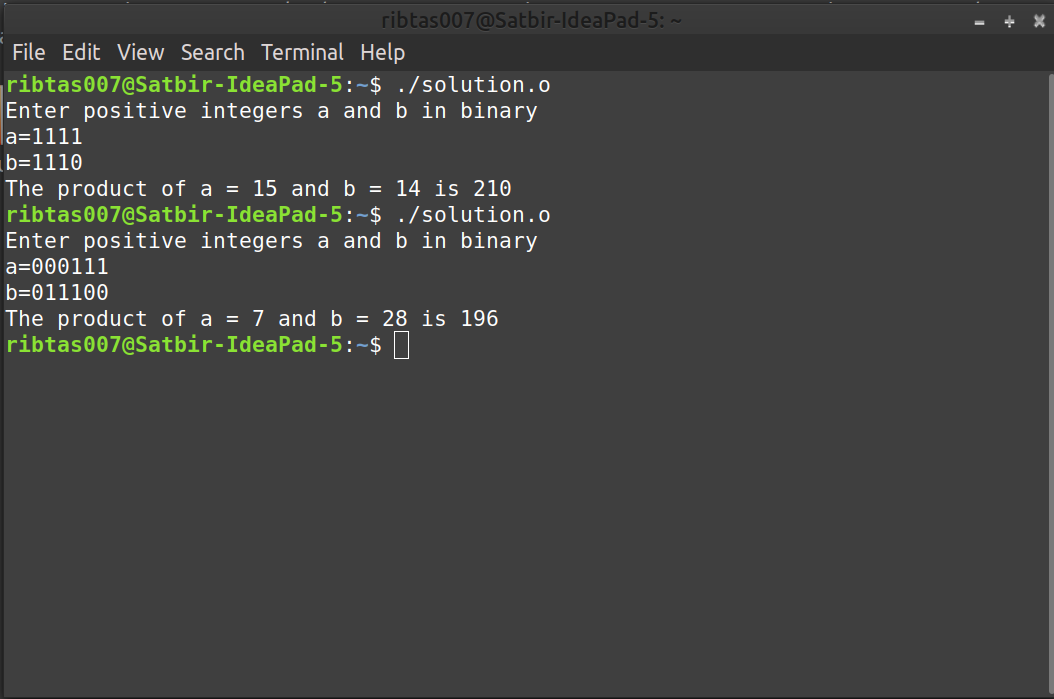 ribtas007@Satbir-IdeaPad-5: ~
File Edit View Search Terminal Help
ribtas007@Satbir-IdeaPad-5:~$ ./solution.o
Enter positive integers a and b in binary
a=1111
b=1110
The product of a = 15 and b = 14 is 210
ribtas007@Satbir-IdeaPad-5:~$ ./solution.o
Enter positive integers a and b in binary
a=000111
b=011100
The product of a = 7 and b = 28 is 196
ribtas007@Satbir-IdeaPad-5:~$